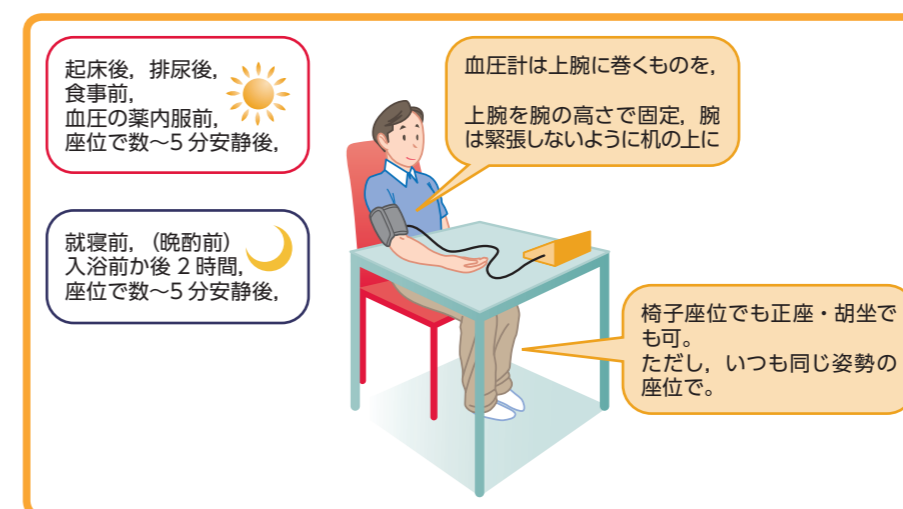 起床後，排尿後，
食事前，
血圧の薬内服前，
座位で数〜5分安静後，
就寝前，（晩酌前）
入浴前か後2時間，
座位で数〜5分安静後，
血圧計は上腕に巻くものを，
上腕を腕の高さで固定，腕
は緊張しないように机の上に
椅子座位でも正座・胡坐で
も可。
ただし，いつも同じ姿勢の
座位で。